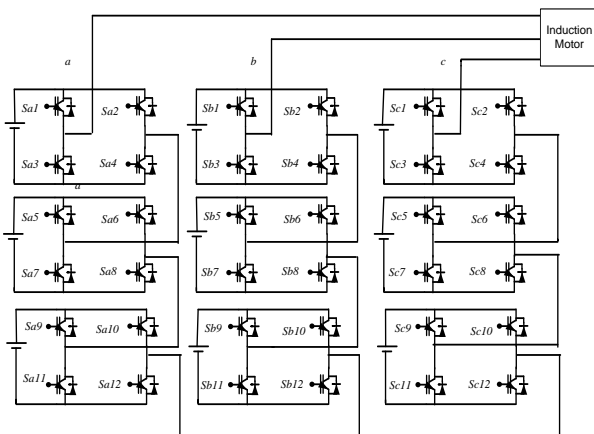 Induction
Motor
a
b
c
Sa1
Sa2
Sb1
Sb2
Sc1
Sc2
Sa3
Sa4
Sb3
Sb4
Sc3
Sc4
a
Sa5
Sa6
Sb5
Sb6
Sc5
Sc6
Sa7
Sa8
Sb7
Sb8
Sc7
Sc8
Sa9
Sa10
Sb9
Sb10
Sc9
Sc10
Sa11
Sa12
Sb11
Sb12
Sc11
Sc12